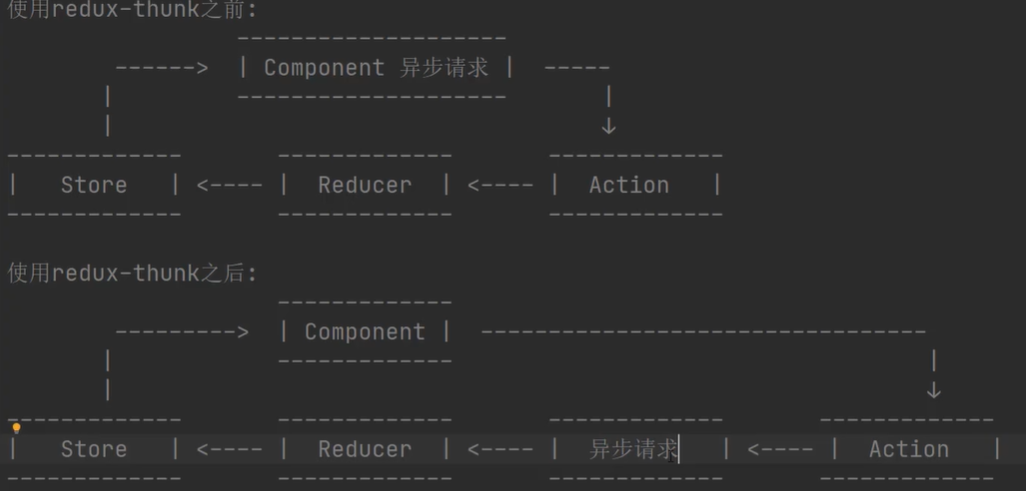 使用redux-thunk之前:
--------------------
------> | Component 异步请求 | -----
| -------------------- |
| ↓
------------- ------------- -------------
| Store | <---- | Reducer | <---- | Action |
------------- ------------- -------------
使用redux-thunk之后:
-------------
---------> | Component | ---------------------------------
| ------------- |
| ↓
------------- ------------- ------------- -------------
| Store | <---- | Reducer | <---- | 异步请求 | <---- | Action |
------------- ------------- ------------- -------------